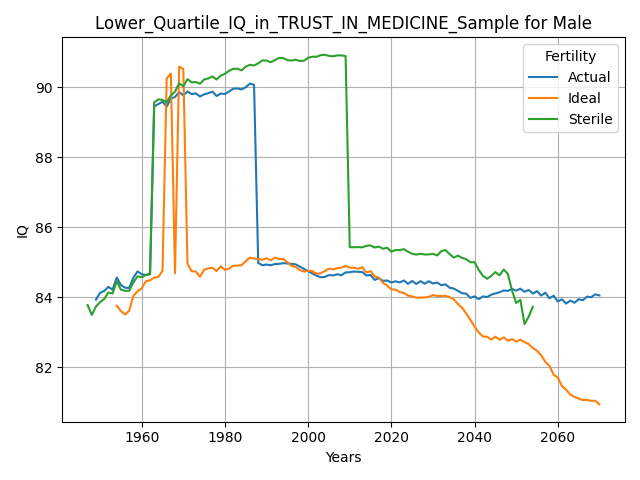 Lower_Quartile_IQ_in_TRUST_IN_MEDICINE_Sample for Male
Fertility
Actual
Ideal
Sterile
IQ
90
88
86
84
82
1960
1980
2000
2020
2040
2060
Years